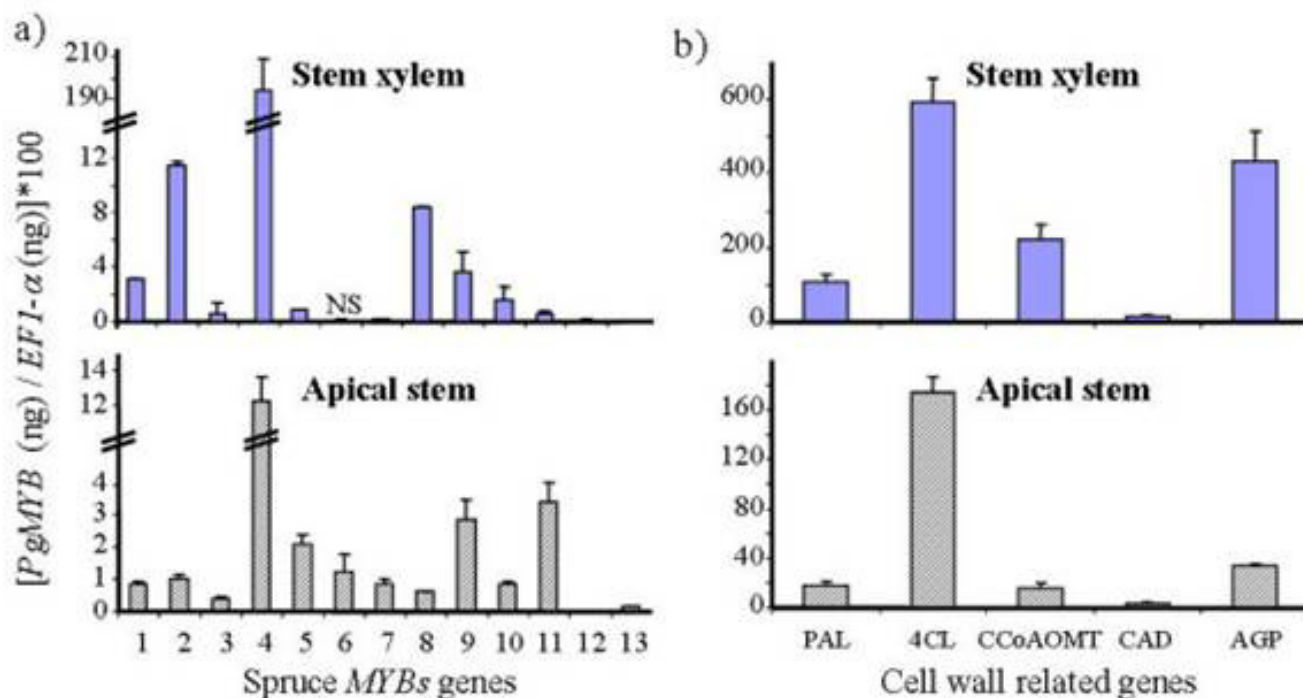 a)
[PgMYB (ng) / EF1-α (ng)]*100
Stem xylem
210
190
12
8
4
0
NS
Apical stem
14
12
4
3
2
1
0
1 2 3 4 5 6 7 8 9 10 11 12 13
Spruce MYBs genes
b)
Stem xylem
600
400
200
0
Apical stem
160
120
80
40
0
PAL 4CL CCoAOMT CAD AGP
Cell wall related genes